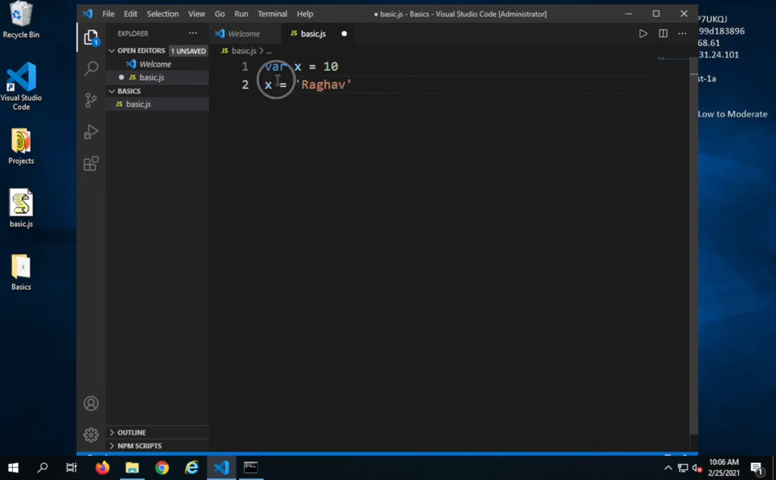 Recycle Bin
Visual Studio
Code
Projects
basic.js
Basics
File Edit Selection View Go Run Terminal Help
● basic.js - Basics - Visual Studio Code [Administrator]
EXPLORER
OPEN EDITORS 1 UNSAVED
Welcome
JS basic.js
BASICS
JS basic.js
OUTLINE
NPM SCRIPTS
Welcome
JS basic.js
JS basic.js > ...
1 var x = 10
2 x = 'Raghav'
1
P7UKQJ
99d183896
68.61
31.24.101
st-1a
Low to Moderate
10:06 AM
2/25/2021